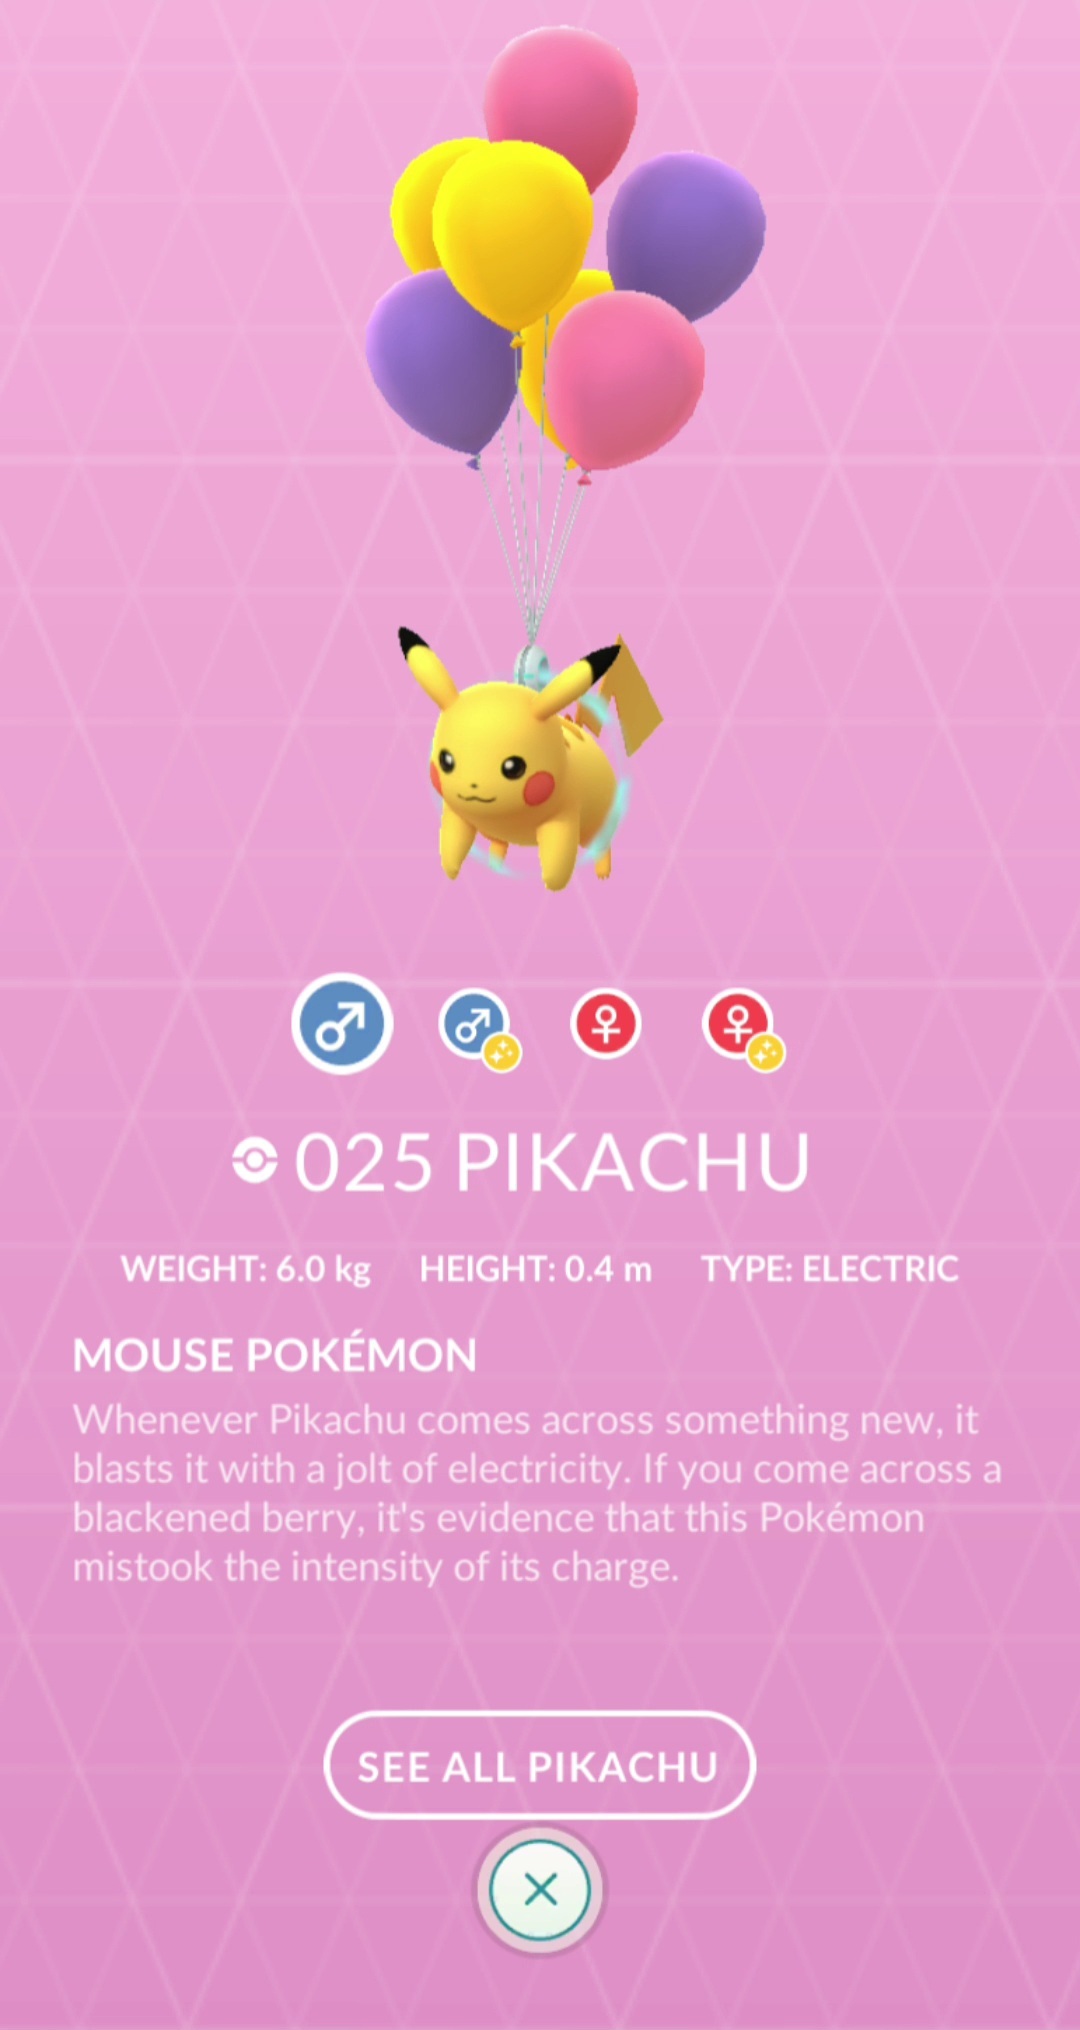 025 PIKACHU
WEIGHT: 6.0 kg HEIGHT: 0.4 m TYPE: ELECTRIC
MOUSE POKÉMON
Whenever Pikachu comes across something new, it
blasts it with a jolt of electricity. If you come across a
blackened berry, it's evidence that this Pokémon
mistook the intensity of its charge.
SEE ALL PIKACHU